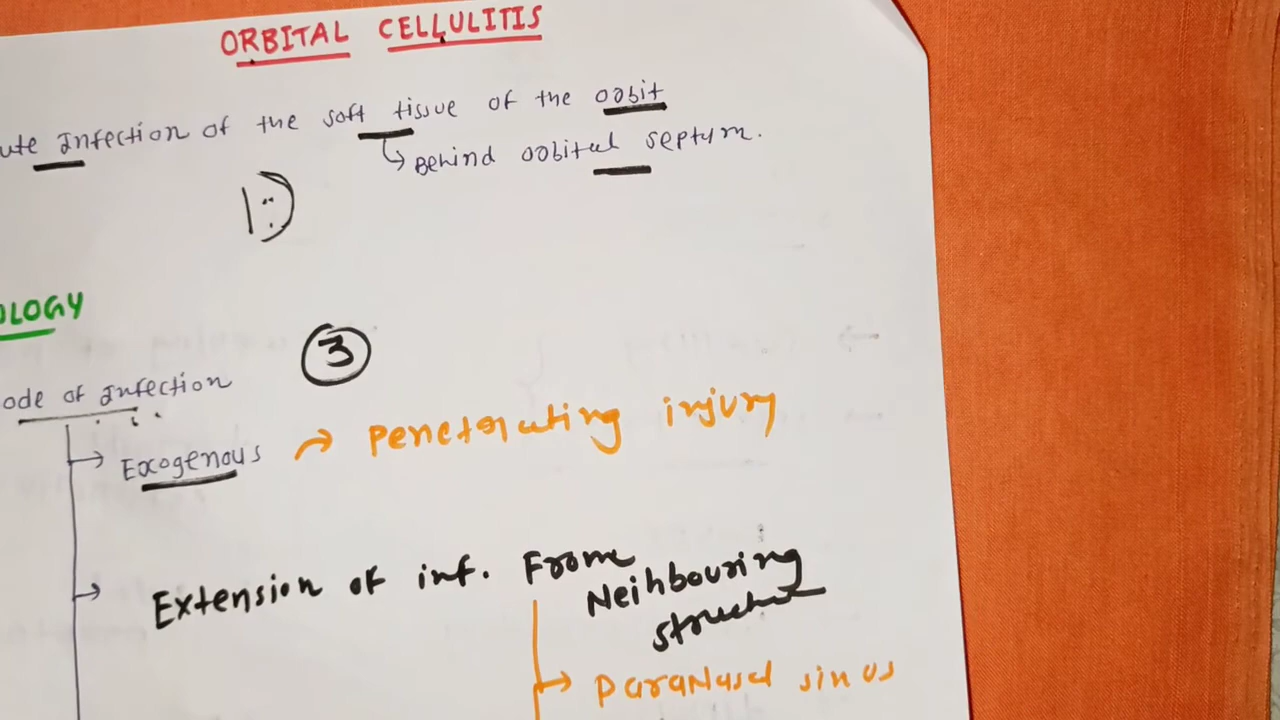 ORBITAL CELLULITIS
ute Infection of the soft tissue of the orbit
Behind orbital septum.
OLOGY
3
ode of Infection
Exogenous → Penetrating injury
Extension of inf. From
Neihbouring
structure
ParaNasal sinus